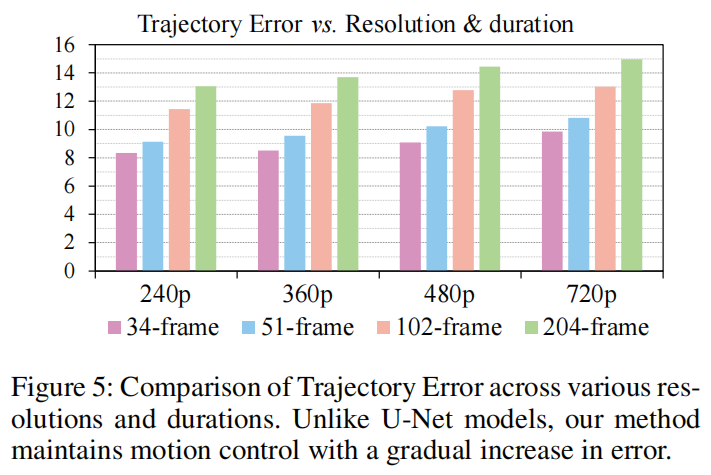 Trajectory Error vs. Resolution & duration
16
14
12
10
8
6
4
2
0
240p 360p 480p 720p
34-frame 51-frame 102-frame 204-frame
Figure 5: Comparison of Trajectory Error across various res-
olutions and durations. Unlike U-Net models, our method
maintains motion control with a gradual increase in error.